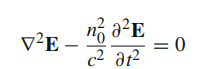 ∇²𝐄 − n₀²/c² ∂²𝐄/∂t² = 0